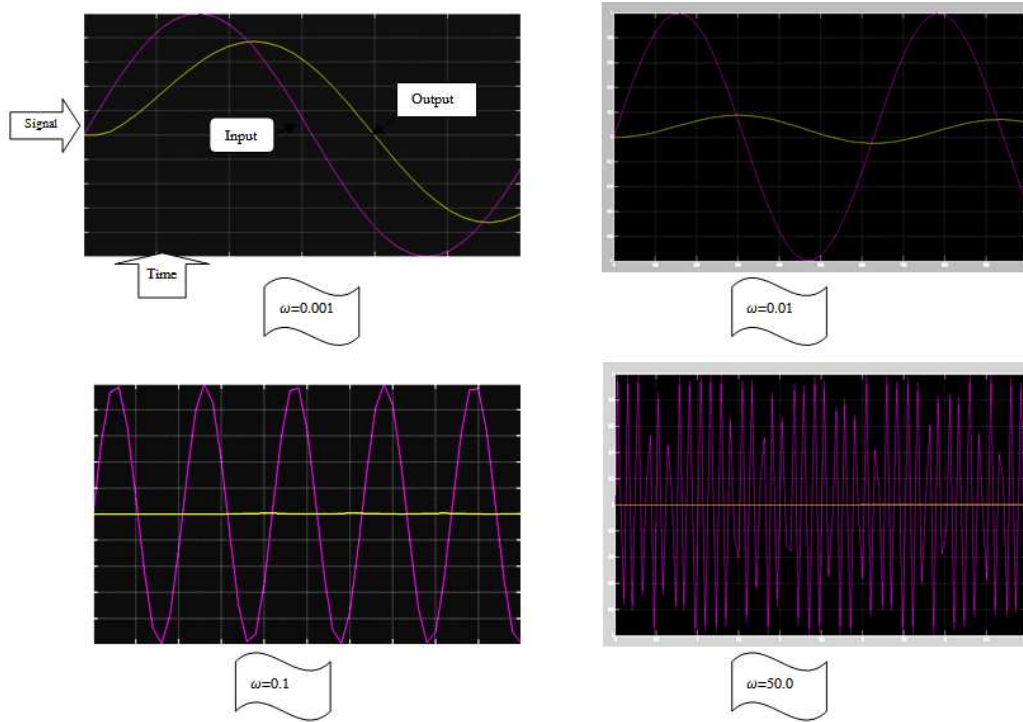 Signal
Input
Output
Time
ω=0.001
ω=0.01
ω=0.1
ω=50.0